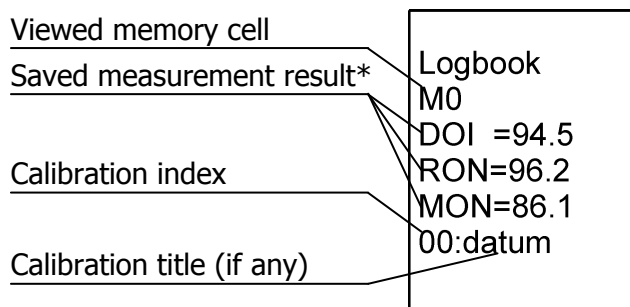 Viewed memory cell
Saved measurement result*
Calibration index
Calibration title (if any)
Logbook
M0
DOI =94.5
RON=96.2
MON=86.1
00:datum